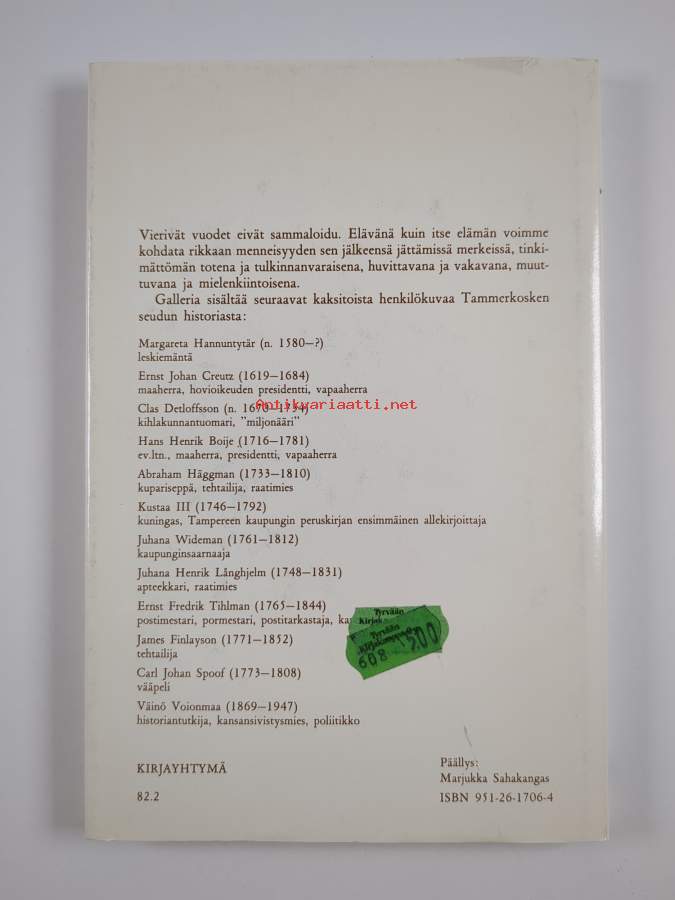 Vierivät vuodet eivät sammaloidu. Elävänä kuin itse elämän voimme
kohdata rikkaan menneisyyden sen jälkeensä jättämissä merkeissä, tinki-
mättömän totena ja tulkinnanvaraisena, huvittavana ja vakavana, muut-
tuvana ja mielenkiintoisena.
Galleria sisältää seuraavat kaksitoista henkilökuvaa Tammerkosken
seudun historiasta:
Margareta Hannuntytär (n. 1580—?)
leskiemäntä
Ernst Johan Creutz (1619—1684)
maaherra, hovioikeuden presidentti, vapaaherra
Antikvariaatti.net
Clas Detloffsson (n. 1670—1734)
kihlakunnantuomari, ”miljonääri”
Hans Henrik Boije (1716—1781)
ev.ltn., maaherra, presidentti, vapaaherra
Abraham Häggman (1733—1810)
kupariseppä, tehtailija, raatimies
Kustaa III (1746—1792)
kuningas, Tampereen kaupungin peruskirjan ensimmäinen allekirjoittaja
Juhana Wideman (1761—1812)
kaupunginsaarnaaja
Juhana Henrik Långhjelm (1748—1831)
apteekkari, raatimies
Ernst Fredrik Tihlman (1765—1844)
postimestari, pormestari, postitarkastaja,
Tyrvään
Tyrvään
608
500
James Finlayson (1771—1852)
tehtailija
Carl Johan Spoof (1773—1808)
vääpeli
Väinö Voionmaa (1869—1947)
historiantutkija, kansansivistysmies, poliitikko
KIRJAYHTYMÄ
82.2
Päällys:
Marjukka Sahakangas
ISBN 951-26-1706-4